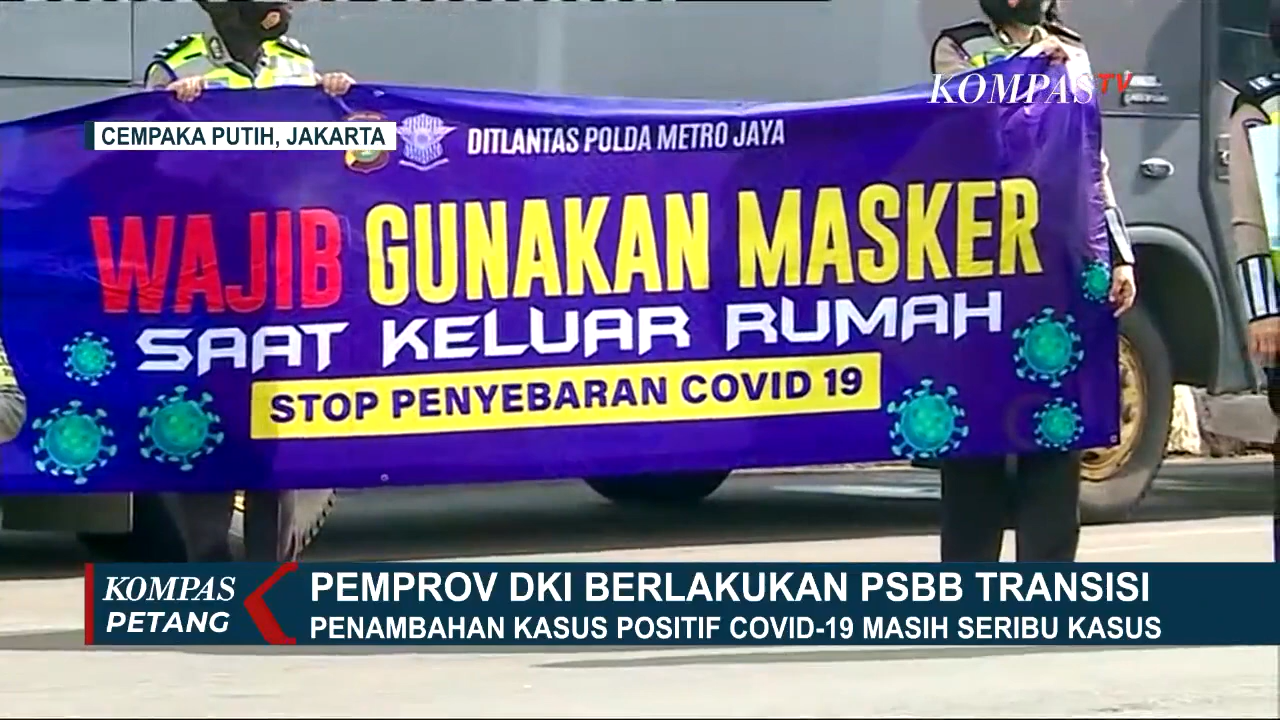 KOMPASTV
CEMPAKA PUTIH, JAKARTA
DITLANTAS POLDA METRO JAYA
WAJIB GUNAKAN MASKER
SAAT KELUAR RUMAH
STOP PENYEBARAN COVID 19
KOMPAS PETANG
PEMPROV DKI BERLAKUKAN PSBB TRANSISI
PENAMBAHAN KASUS POSITIF COVID-19 MASIH SERIBU KASUS